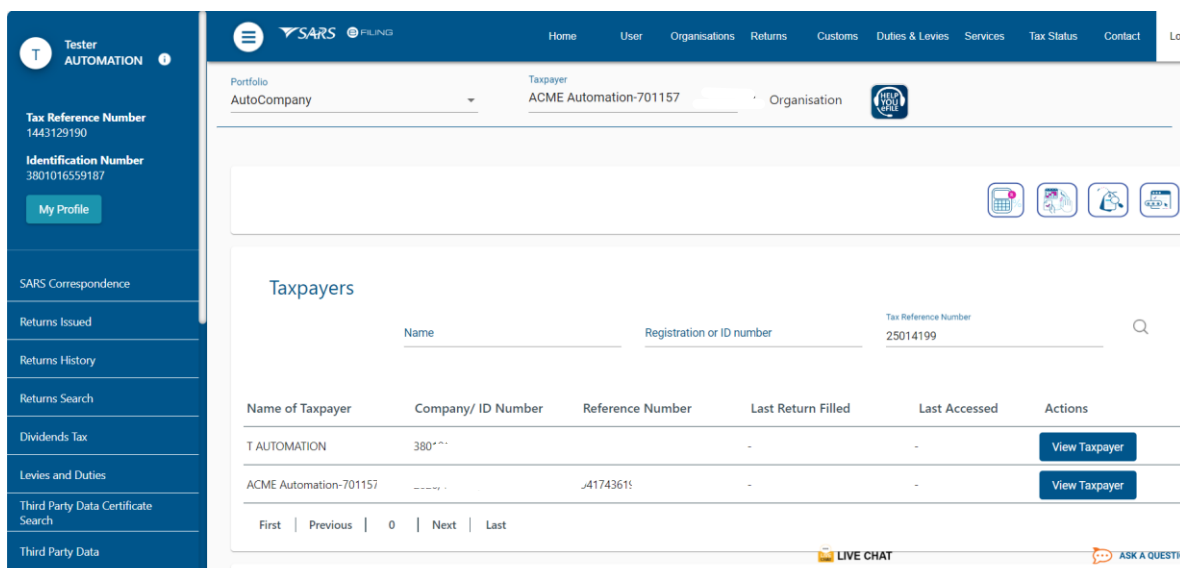 T
Tester
AUTOMATION
Tax Reference Number
1443129190
Identification Number
3801016559187
My Profile
SARS Correspondence
Returns Issued
Returns History
Returns Search
Dividends Tax
Levies and Duties
Third Party Data Certificate
Search
Third Party Data
SARS eFILING
Home User Organisations Returns Customs Duties & Levies Services Tax Status Contact Lo
Portfolio
AutoCompany
Taxpayer
ACME Automation-701157
Organisation
HELP
YOU
eFILE
Taxpayers
Name
Registration or ID number
Tax Reference Number
25014199
Name of Taxpayer Company/ ID Number Reference Number Last Return Filled Last Accessed Actions
T AUTOMATION - - View Taxpayer
ACME Automation-701157 - - View Taxpayer
First | Previous | 0 | Next | Last
LIVE CHAT
ASK A QUESTI